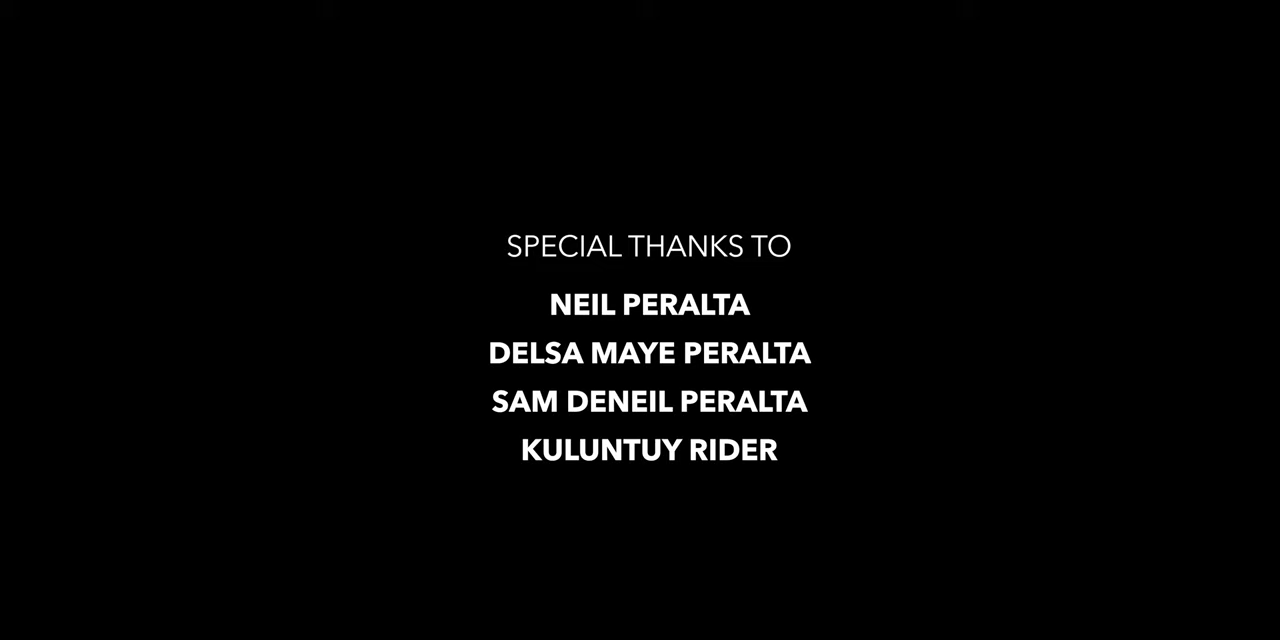 SPECIAL THANKS TO
NEIL PERALTA
DELSA MAYE PERALTA
SAM DENEIL PERALTA
KULUNTUY RIDER